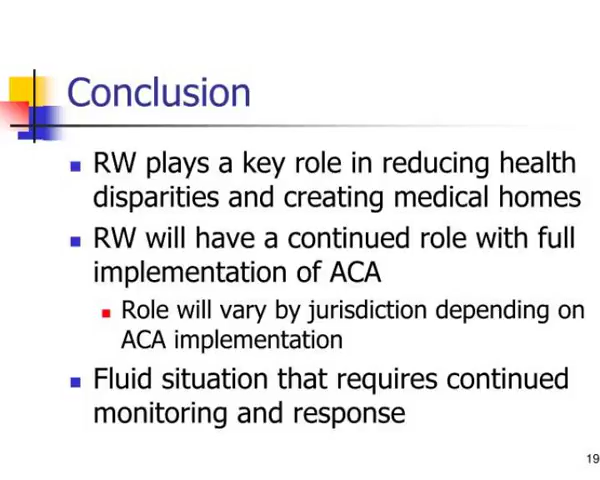 Conclusion
RW plays a key role in reducing health
disparities and creating medical homes
RW will have a continued role with full
implementation of ACA
Role will vary by jurisdiction depending on
ACA implementation
Fluid situation that requires continued
monitoring and response
19